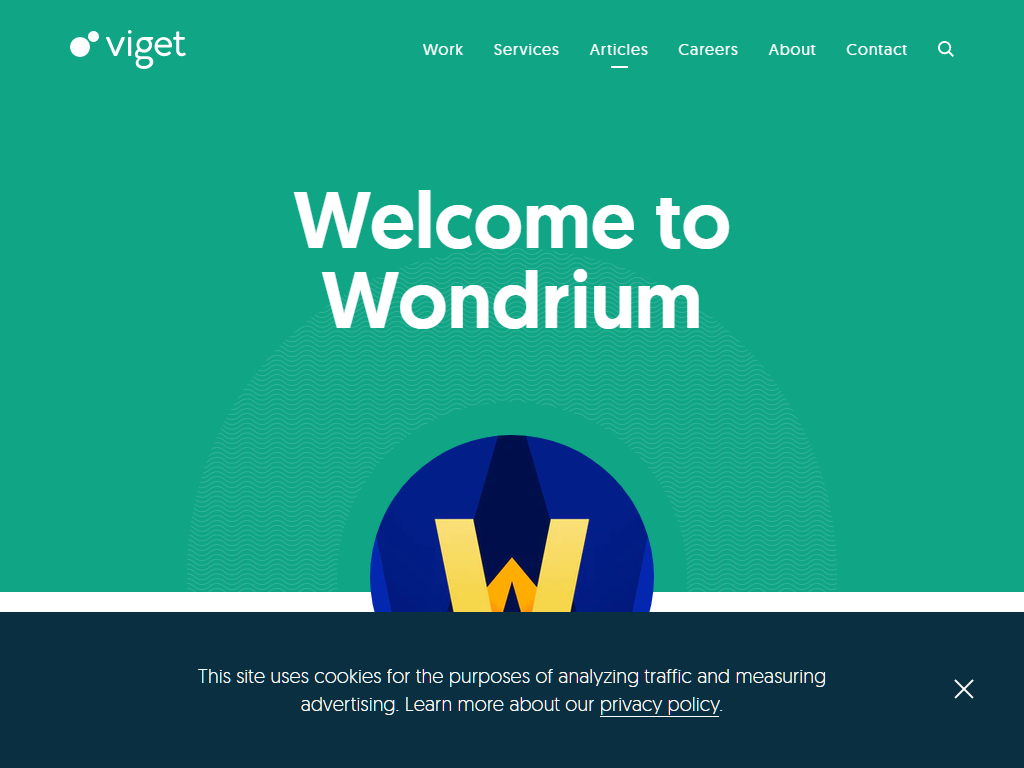 viget
Work Services Articles Careers About Contact
Welcome to
Wondrium
W
This site uses cookies for the purposes of analyzing traffic and measuring
advertising. Learn more about our privacy policy.